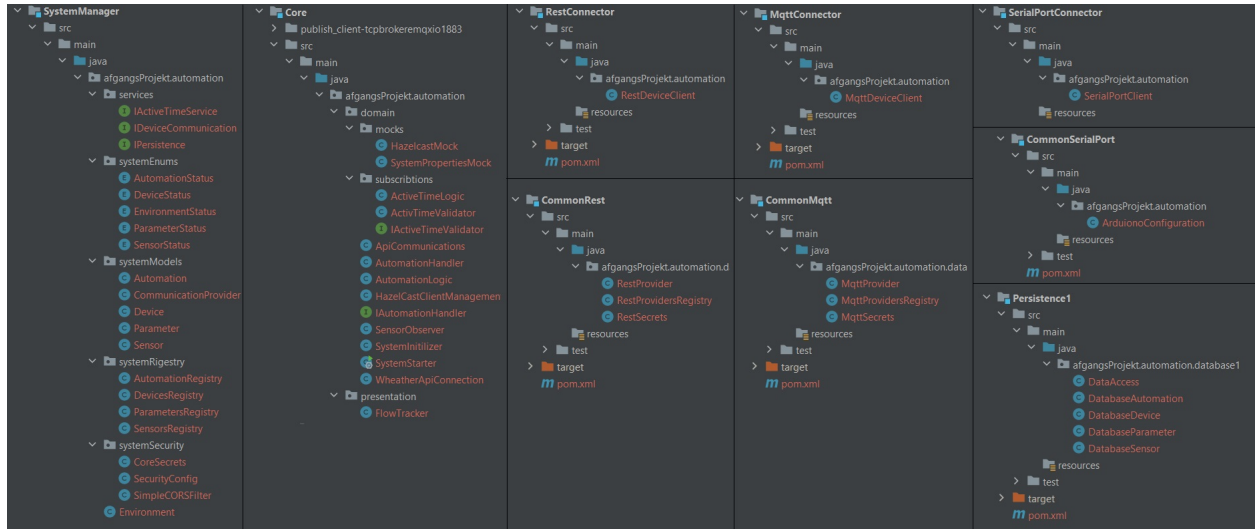 SystemManager
src
main
java
afgangsProjekt.automation
services
IActiveTimeService
IDeviceCommunication
IPersistence
systemEnums
AutomationStatus
DeviceStatus
EnvironmentStatus
ParameterStatus
SensorStatus
systemModels
Automation
CommunicationProvider
Device
Parameter
Sensor
systemRigestry
AutomationRegistry
DevicesRegistry
ParametersRegistry
SensorsRegistry
systemSecurity
CoreSecrets
SecurityConfig
SimpleCORSFilter
Environment
Core
publish_client-tcpbrokeremqxio1883
src
main
java
afgangsProjekt.automation
domain
mocks
HazelcastMock
SystemPropertiesMock
subscribtions
ActiveTimeLogic
ActivTimeValidator
IActiveTimeValidator
ApiCommunications
AutomationHandler
AutomationLogic
HazelCastClientManagemen
IAutomationHandler
SensorObserver
SystemInitilizer
SystemStarter
WheatherApiConnection
presentation
FlowTracker
RestConnector
src
main
java
afgangsProjekt.automation
RestDeviceClient
resources
test
target
pom.xml
CommonRest
src
main
java
afgangsProjekt.automation.d
RestProvider
RestProvidersRegistry
RestSecrets
resources
test
target
pom.xml
MqttConnector
src
main
java
afgangsProjekt.automation
MqttDeviceClient
resources
test
target
pom.xml
CommonMqtt
src
main
java
afgangsProjekt.automation.data
MqttProvider
MqttProvidersRegistry
MqttSecrets
resources
test
target
pom.xml
SerialPortConnector
src
main
java
afgangsProjekt.automation
SerialPortClient
resources
CommonSerialPort
src
main
java
afgangsProjekt.automation
ArduionoConfiguration
resources
test
pom.xml
Persistence1
src
main
java
afgangsProjekt.automation.database1
DataAccess
DatabaseAutomation
DatabaseDevice
DatabaseParameter
DatabaseSensor
resources
test
target
pom.xml